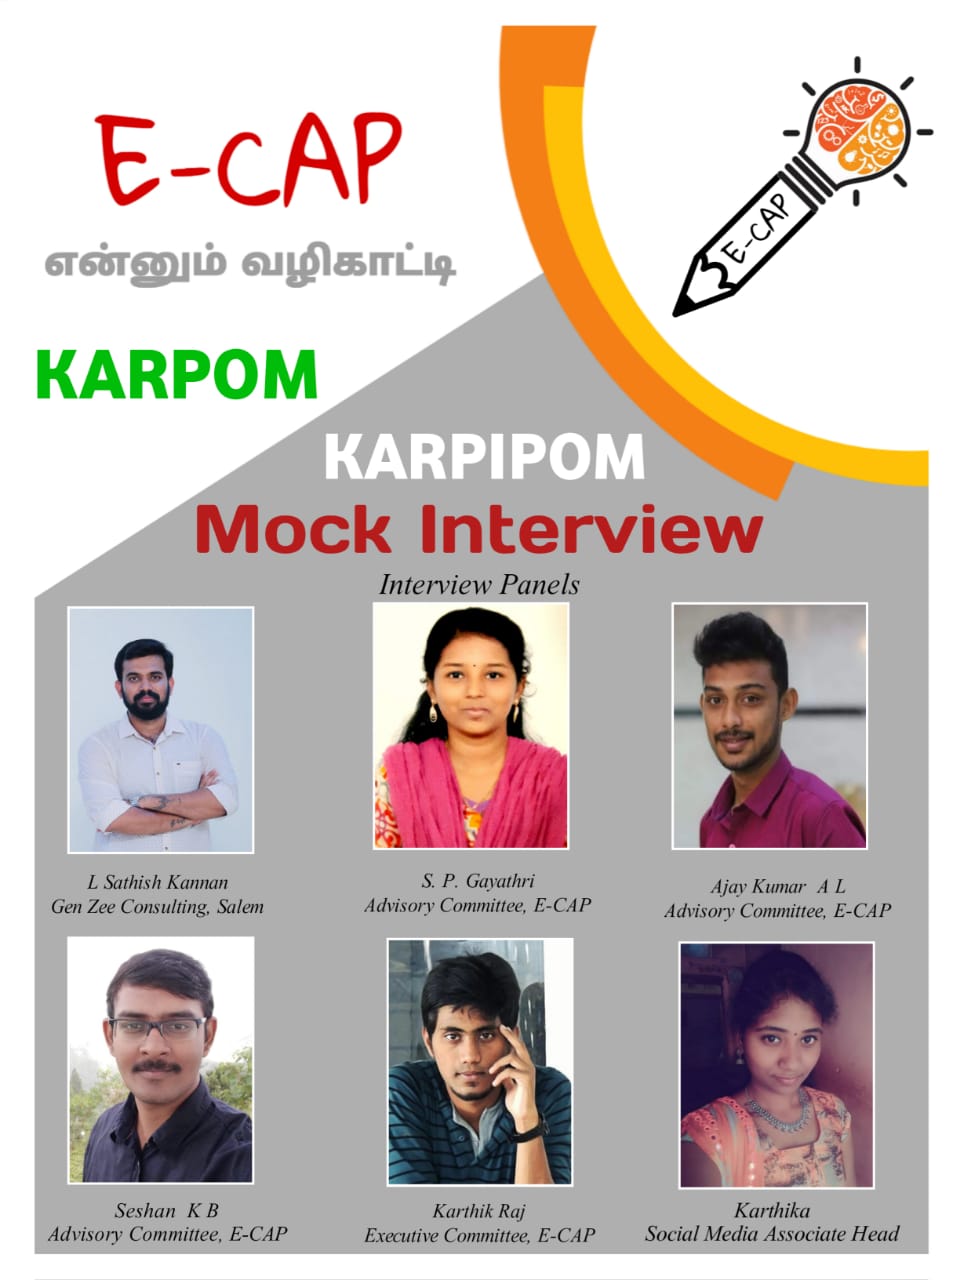 E-CAP
என்னும் வழிகாட்டி
E-CAP
KARPOM
KARPIPOM
Mock Interview
Interview Panels
L Sathish Kannan
Gen Zee Consulting, Salem
S. P. Gayathri
Advisory Committee, E-CAP
Ajay Kumar A L
Advisory Committee, E-CAP
Seshan K B
Advisory Committee, E-CAP
Karthik Raj
Executive Committee, E-CAP
Karthika
Social Media Associate Head